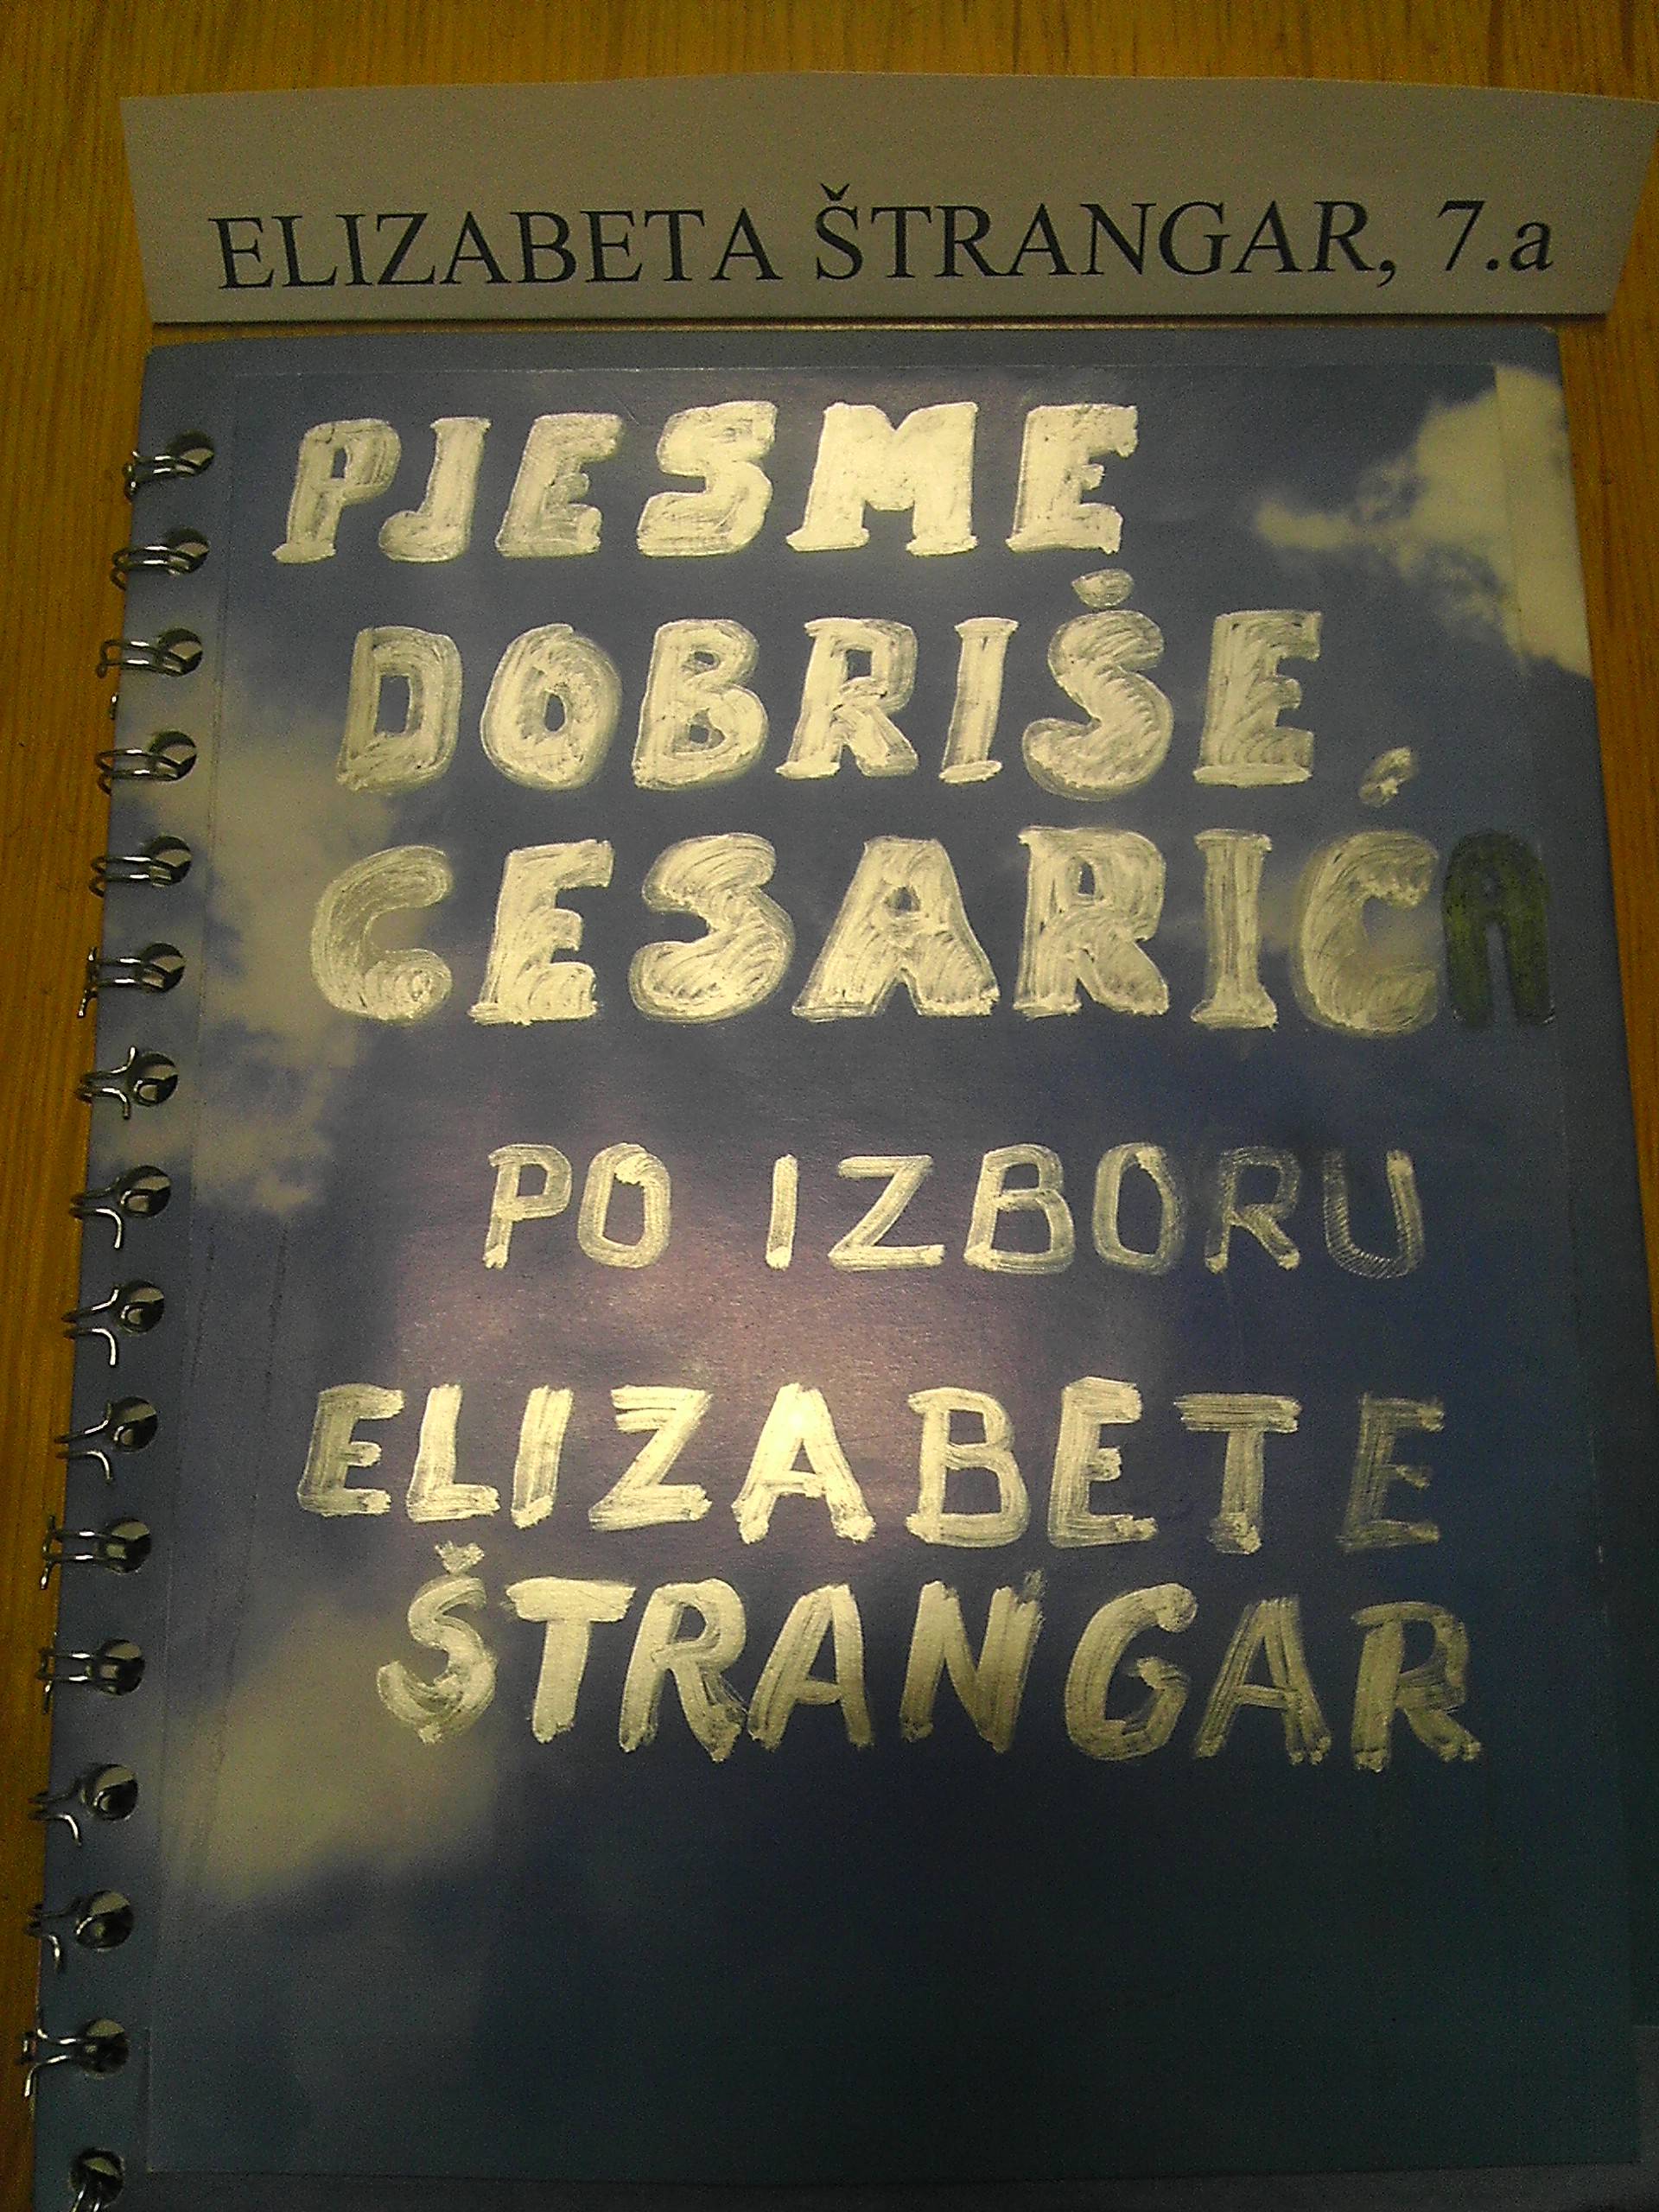 ELIZABETA ŠTRANGAR, 7.a
PJESME
DOBRIŠE
CESARIĆA
PO IZBORU
ELIZABETE
ŠTRANGAR